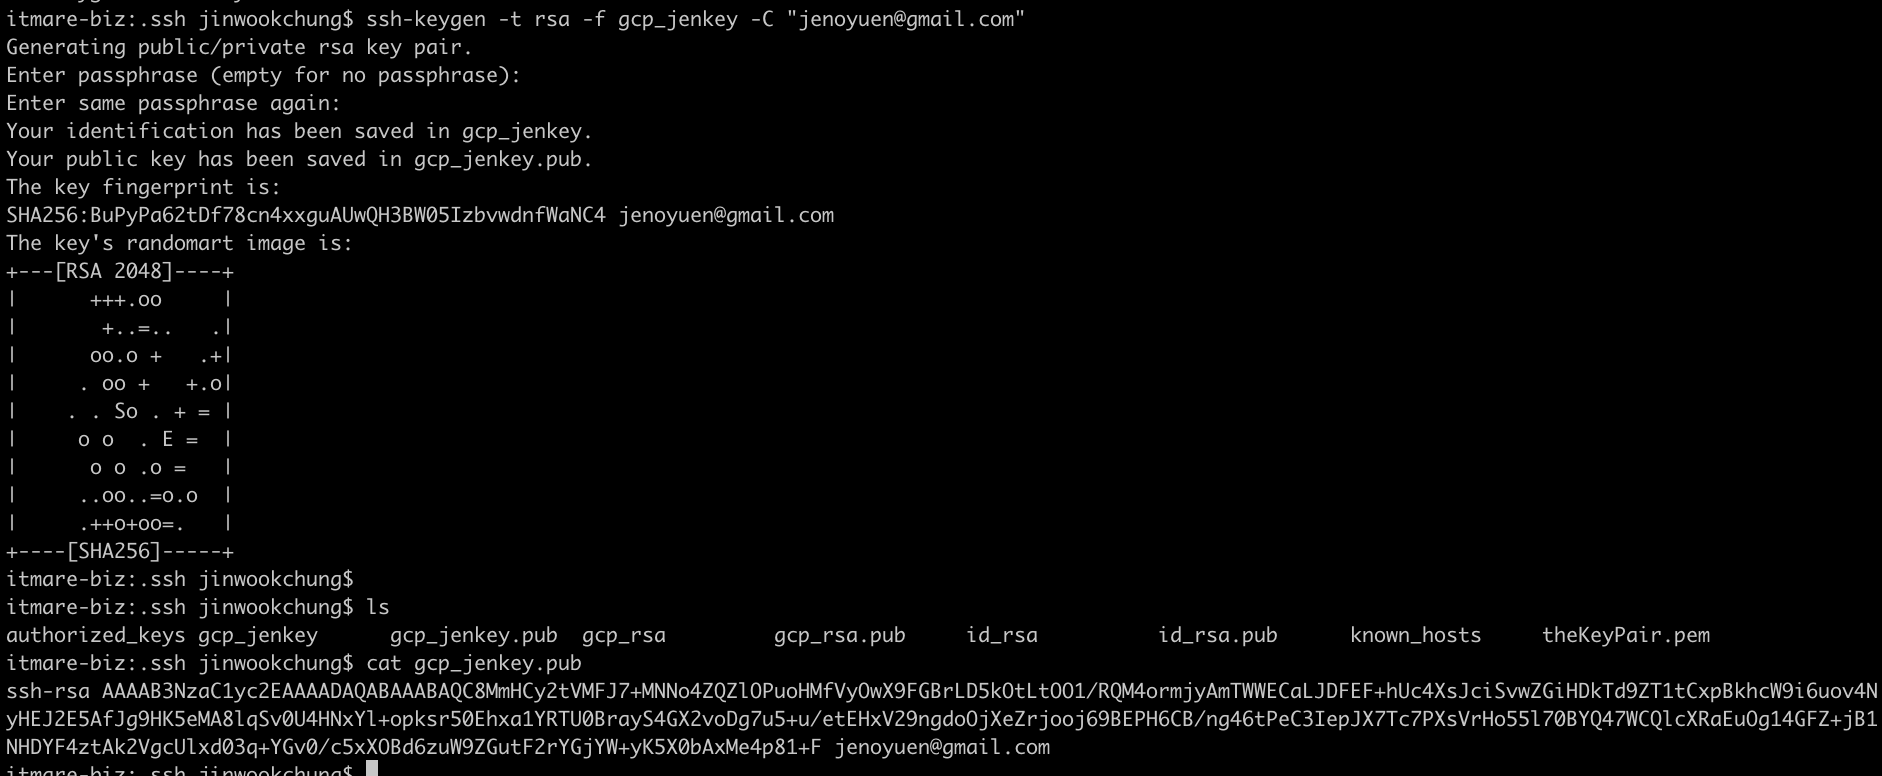 itmare-biz:.ssh jinwookchung$ ssh-keygen -t rsa -f gcp_jenkey -C "jenoyuen@gmail.com"
Generating public/private rsa key pair.
Enter passphrase (empty for no passphrase):
Enter same passphrase again:
Your identification has been saved in gcp_jenkey.
Your public key has been saved in gcp_jenkey.pub.
The key fingerprint is:
SHA256:BuPyPa62tDf78cn4xxguAUwQH3BW05IzbvwdnfWaNC4 jenoyuen@gmail.com
The key's randomart image is:
+---[RSA 2048]----+
|      +++.oo     |
|       +..=..   .|
|      oo.o +   .+|
|     . oo +   +.o|
|    . . So . + = |
|     o o  . E =  |
|      o o .o =   |
|     ..oo..=o.o  |
|     .++o+oo=.   |
+----[SHA256]-----+
itmare-biz:.ssh jinwookchung$
itmare-biz:.ssh jinwookchung$ ls
authorized_keys gcp_jenkey      gcp_jenkey.pub  gcp_rsa         gcp_rsa.pub     id_rsa          id_rsa.pub      known_hosts     theKeyPair.pem
itmare-biz:.ssh jinwookchung$ cat gcp_jenkey.pub
ssh-rsa AAAAB3NzaC1yc2EAAAADAQABAAABAQC8MmHCy2tVMFJ7+MNNo4ZQZlOPuoHMfVyOwX9FGBrLD5kOtLtOO1/RQM4ormjyAmTWWECaLJDFEF+hUc4XsJciSvwZGiHDkTd9ZT1tCxpBkhcW9i6uov4N
yHEJ2E5AfJg9HK5eMA8lqSv0U4HNxYl+opksr50Ehxa1YRTU0BrayS4GX2voDg7u5+u/etEHxV29ngdoOjXeZrjooj69BEPH6CB/ng46tPeC3IepJX7Tc7PXsVrHo55l70BYQ47WCQlcXRaEuOg14GFZ+jB1
NHDYF4ztAk2VgcUlxd03q+YGv0/c5xXOBd6zuW9ZGutF2rYGjYW+yK5X0bAxMe4p81+F jenoyuen@gmail.com
itmare-biz:.ssh jinwookchung$